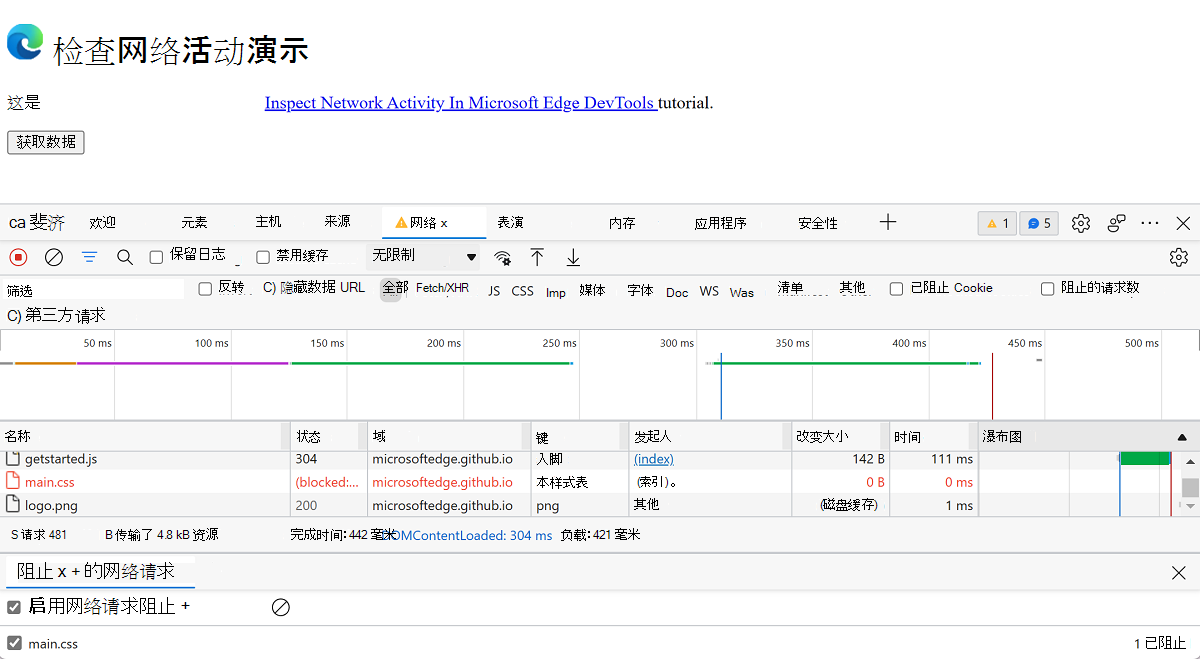 检查网络活动演示
这是 Inspect Network Activity In Microsoft Edge DevTools tutorial.
获取数据
ca 斐济 欢迎 元素 主机 来源 网络 x 表演 内存 应用程序 安全性 1 5
保留日志 禁用缓存 无限制
筛选 反转 C) 隐藏数据 URL 全部 Fetch/XHR JS CSS Imp 媒体 字体 Doc WS Was 清单 其他 已阻止 Cookie 阻止的请求数
C) 第三方请求
50 ms 100 ms 150 ms 200 ms 250 ms 300 ms 350 ms 400 ms 450 ms 500 ms
名称 状态 域 键 发起人 改变大小 时间 瀑布图
getstarted.js 304 microsoftedge.github.io 入脚 (index) 142 B 111 ms
main.css (blocked:... microsoftedge.github.io 本样式表 (索引)。 0 B 0 ms
logo.png 200 microsoftedge.github.io png 其他 (磁盘缓存) 1 ms
S 请求 481 B 传输了 4.8 kB 资源 完成时间: 442 毫米 OMContentLoaded: 304 ms 负载: 421 毫米
阻止 x + 的网络请求
启用网络请求阻止 +
main.css 1 已阻止